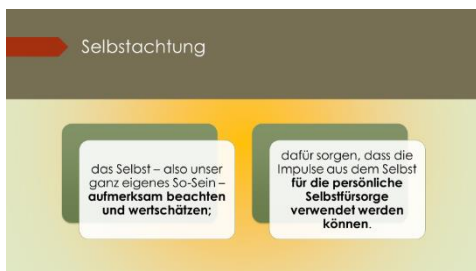 Selbstachtung
das Selbst – also unser
ganz eigenes So-Sein –
aufmerksam beachten
und wertschätzen;
dafür sorgen, dass die
Impulse aus dem Selbst
für die persönliche
Selbstfürsorge
verwendet werden
können.